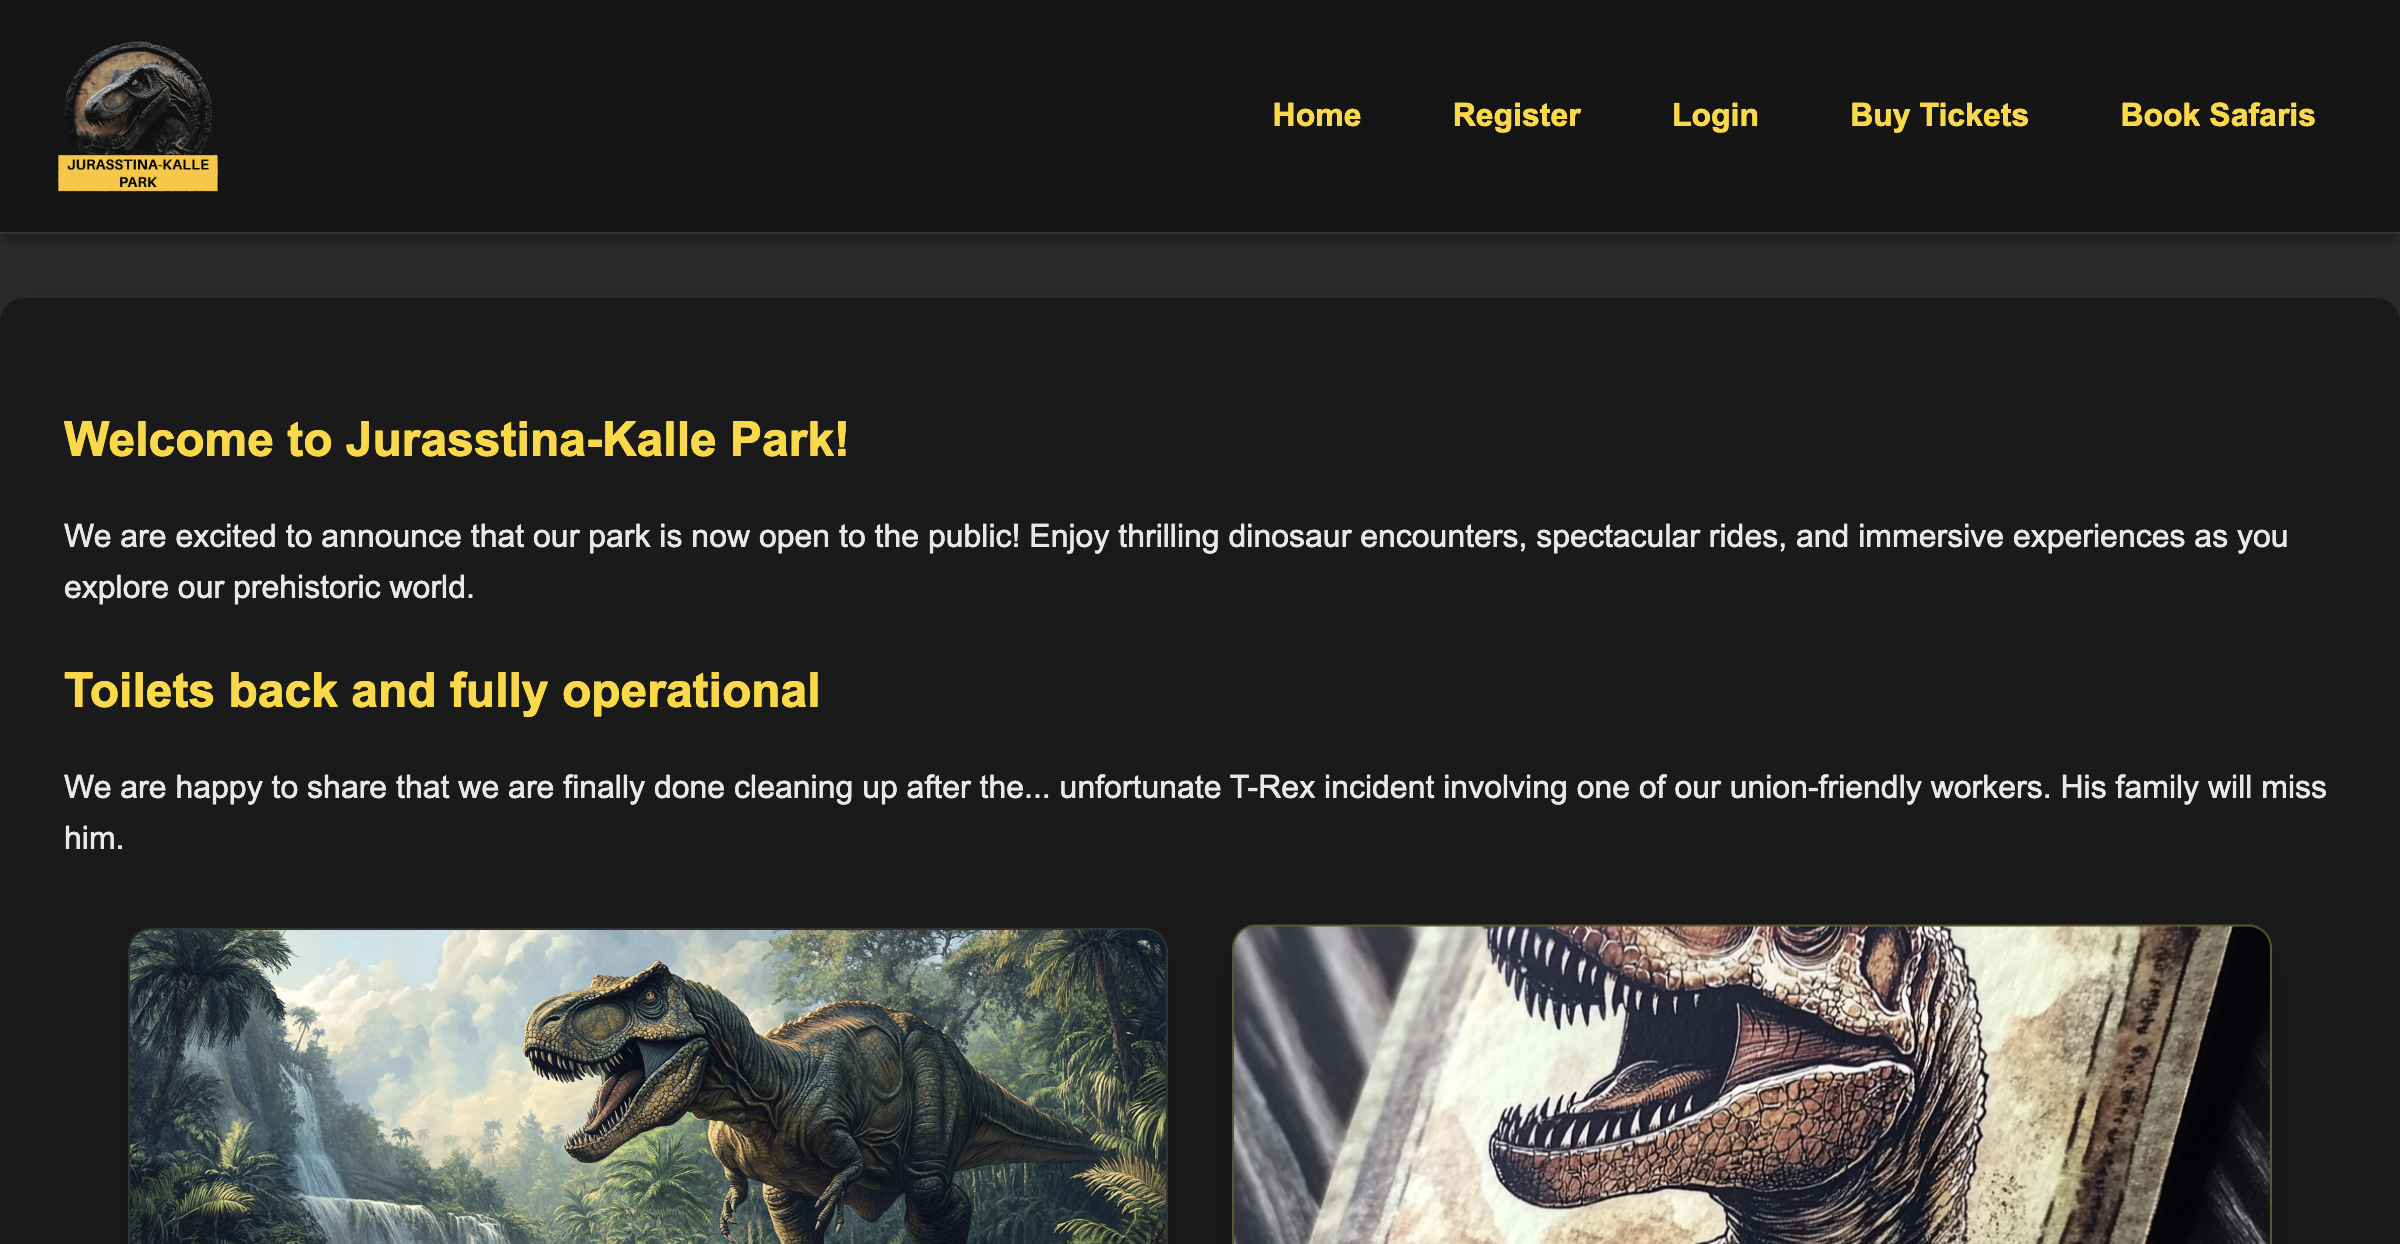 JURASSTINA-KALLE
PARK
Home Register Login Buy Tickets Book Safaris
Welcome to Jurasstina-Kalle Park!
We are excited to announce that our park is now open to the public! Enjoy thrilling dinosaur encounters, spectacular rides, and immersive experiences as you
explore our prehistoric world.
Toilets back and fully operational
We are happy to share that we are finally done cleaning up after the... unfortunate T-Rex incident involving one of our union-friendly workers. His family will miss
him.